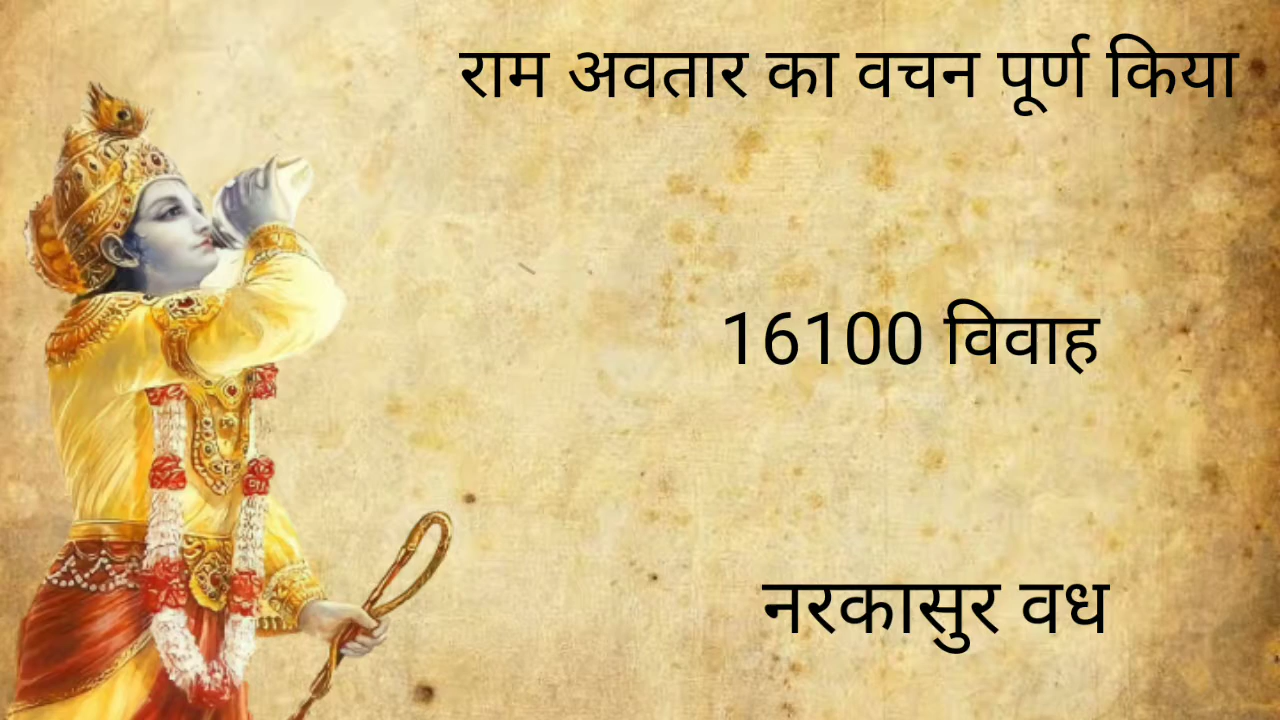 राम अवतार का वचन पूर्ण किया
16100 विवाह
नरकासुर वध